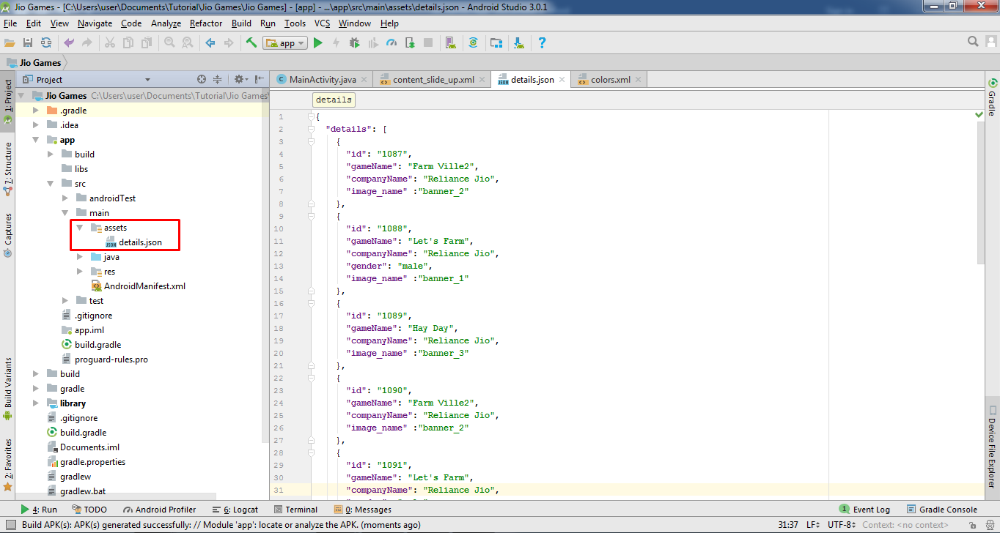 Jio Games - [C:\Users\user\Documents\Tutorial\Jio Games\Jio Games] - [app] - ...\app\src\main\assets\details.json - Android Studio 3.0.1
File Edit View Navigate Code Analyze Refactor Build Run Tools VCS Window Help
app
Jio Games
Project
MainActivity.java
content_slide_up.xml
details.json
colors.xml
1: Project
7: Structure
Captures
Build Variants
2: Favorites
Jio Games C:\Users\user\Documents\Tutorial\Jio Games\
.gradle
.idea
app
build
libs
src
androidTest
main
assets
details.json
java
res
AndroidManifest.xml
test
.gitignore
app.iml
build.gradle
proguard-rules.pro
build
gradle
library
.gitignore
build.gradle
Documents.iml
gradle.properties
gradlew
gradlew.bat
details
1 {
2 "details": [
3 {
4 "id": "1087",
5 "gameName": "Farm Ville2",
6 "companyName": "Reliance Jio",
7 "image_name" :"banner_2"
8 },
9 {
10 "id": "1088",
11 "gameName": "Let's Farm",
12 "companyName": "Reliance Jio",
13 "gender": "male",
14 "image_name" :"banner_1"
15 },
16 {
17 "id": "1089",
18 "gameName": "Hay Day",
19 "companyName": "Reliance Jio",
20 "image_name" :"banner_3"
21 },
22 {
23 "id": "1090",
24 "gameName": "Farm Ville2",
25 "companyName": "Reliance Jio",
26 "image_name" :"banner_2"
27 },
28 {
29 "id": "1091",
30 "gameName": "Let's Farm",
31 "companyName": "Reliance Jio",
Gradle
Device File Explorer
4: Run
TODO
Android Profiler
6: Logcat
Terminal
0: Messages
1 Event Log
Gradle Console
Build APK(s): APK(s) generated successfully: // Module 'app': locate or analyze the APK. (moments ago)
31:37 LF÷ UTF-8÷ Context: <no context>